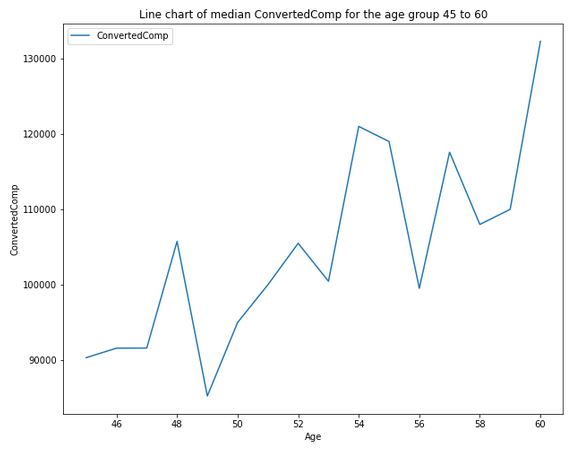 Line chart of median ConvertedComp for the age group 45 to 60
ConvertedComp
130000
120000
110000
100000
90000
ConvertedComp
46 48 50 52 54 56 58 60
Age